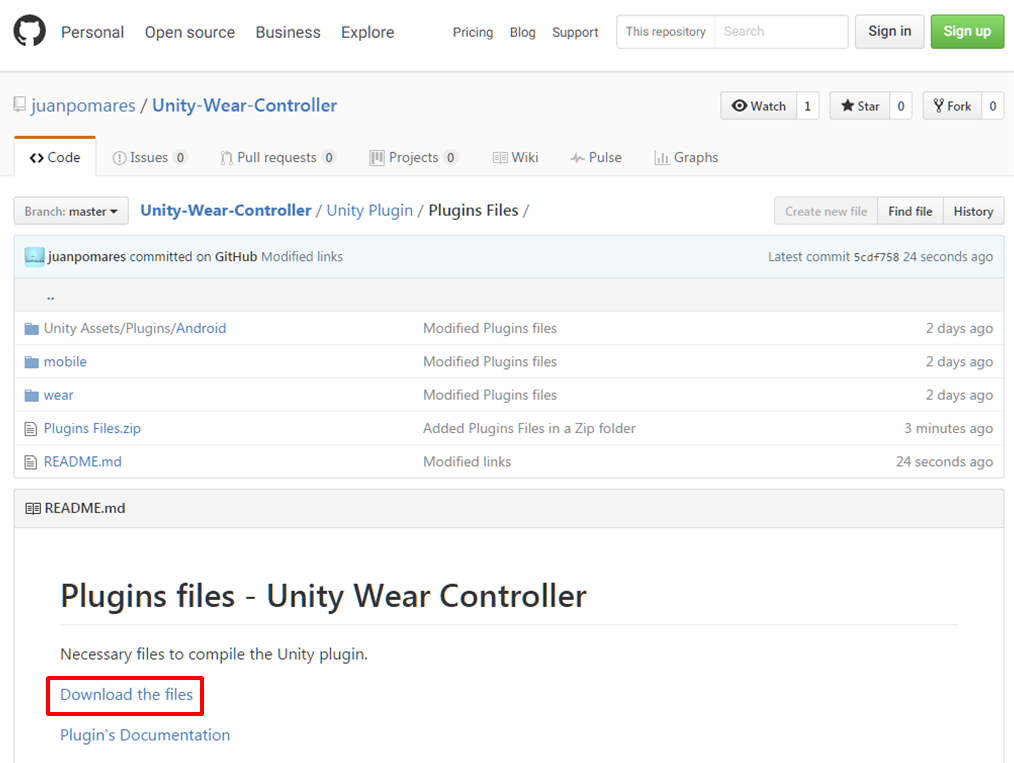 Personal Open source Business Explore Pricing Blog Support This repository Search Sign in Sign up
juanpomares / Unity-Wear-Controller Watch 1 Star 0 Fork 0
Code Issues 0 Pull requests 0 Projects 0 Wiki Pulse Graphs
Branch: master Unity-Wear-Controller / Unity Plugin / Plugins Files / Create new file Find file History
juanpomares committed on GitHub Modified links Latest commit 5cdf758 24 seconds ago
..
Unity Assets/Plugins/Android Modified Plugins files 2 days ago
mobile Modified Plugins files 2 days ago
wear Modified Plugins files 2 days ago
Plugins Files.zip Added Plugins Files in a Zip folder 3 minutes ago
README.md Modified links 24 seconds ago
README.md
Plugins files - Unity Wear Controller
Necessary files to compile the Unity plugin.
Download the files
Plugin's Documentation